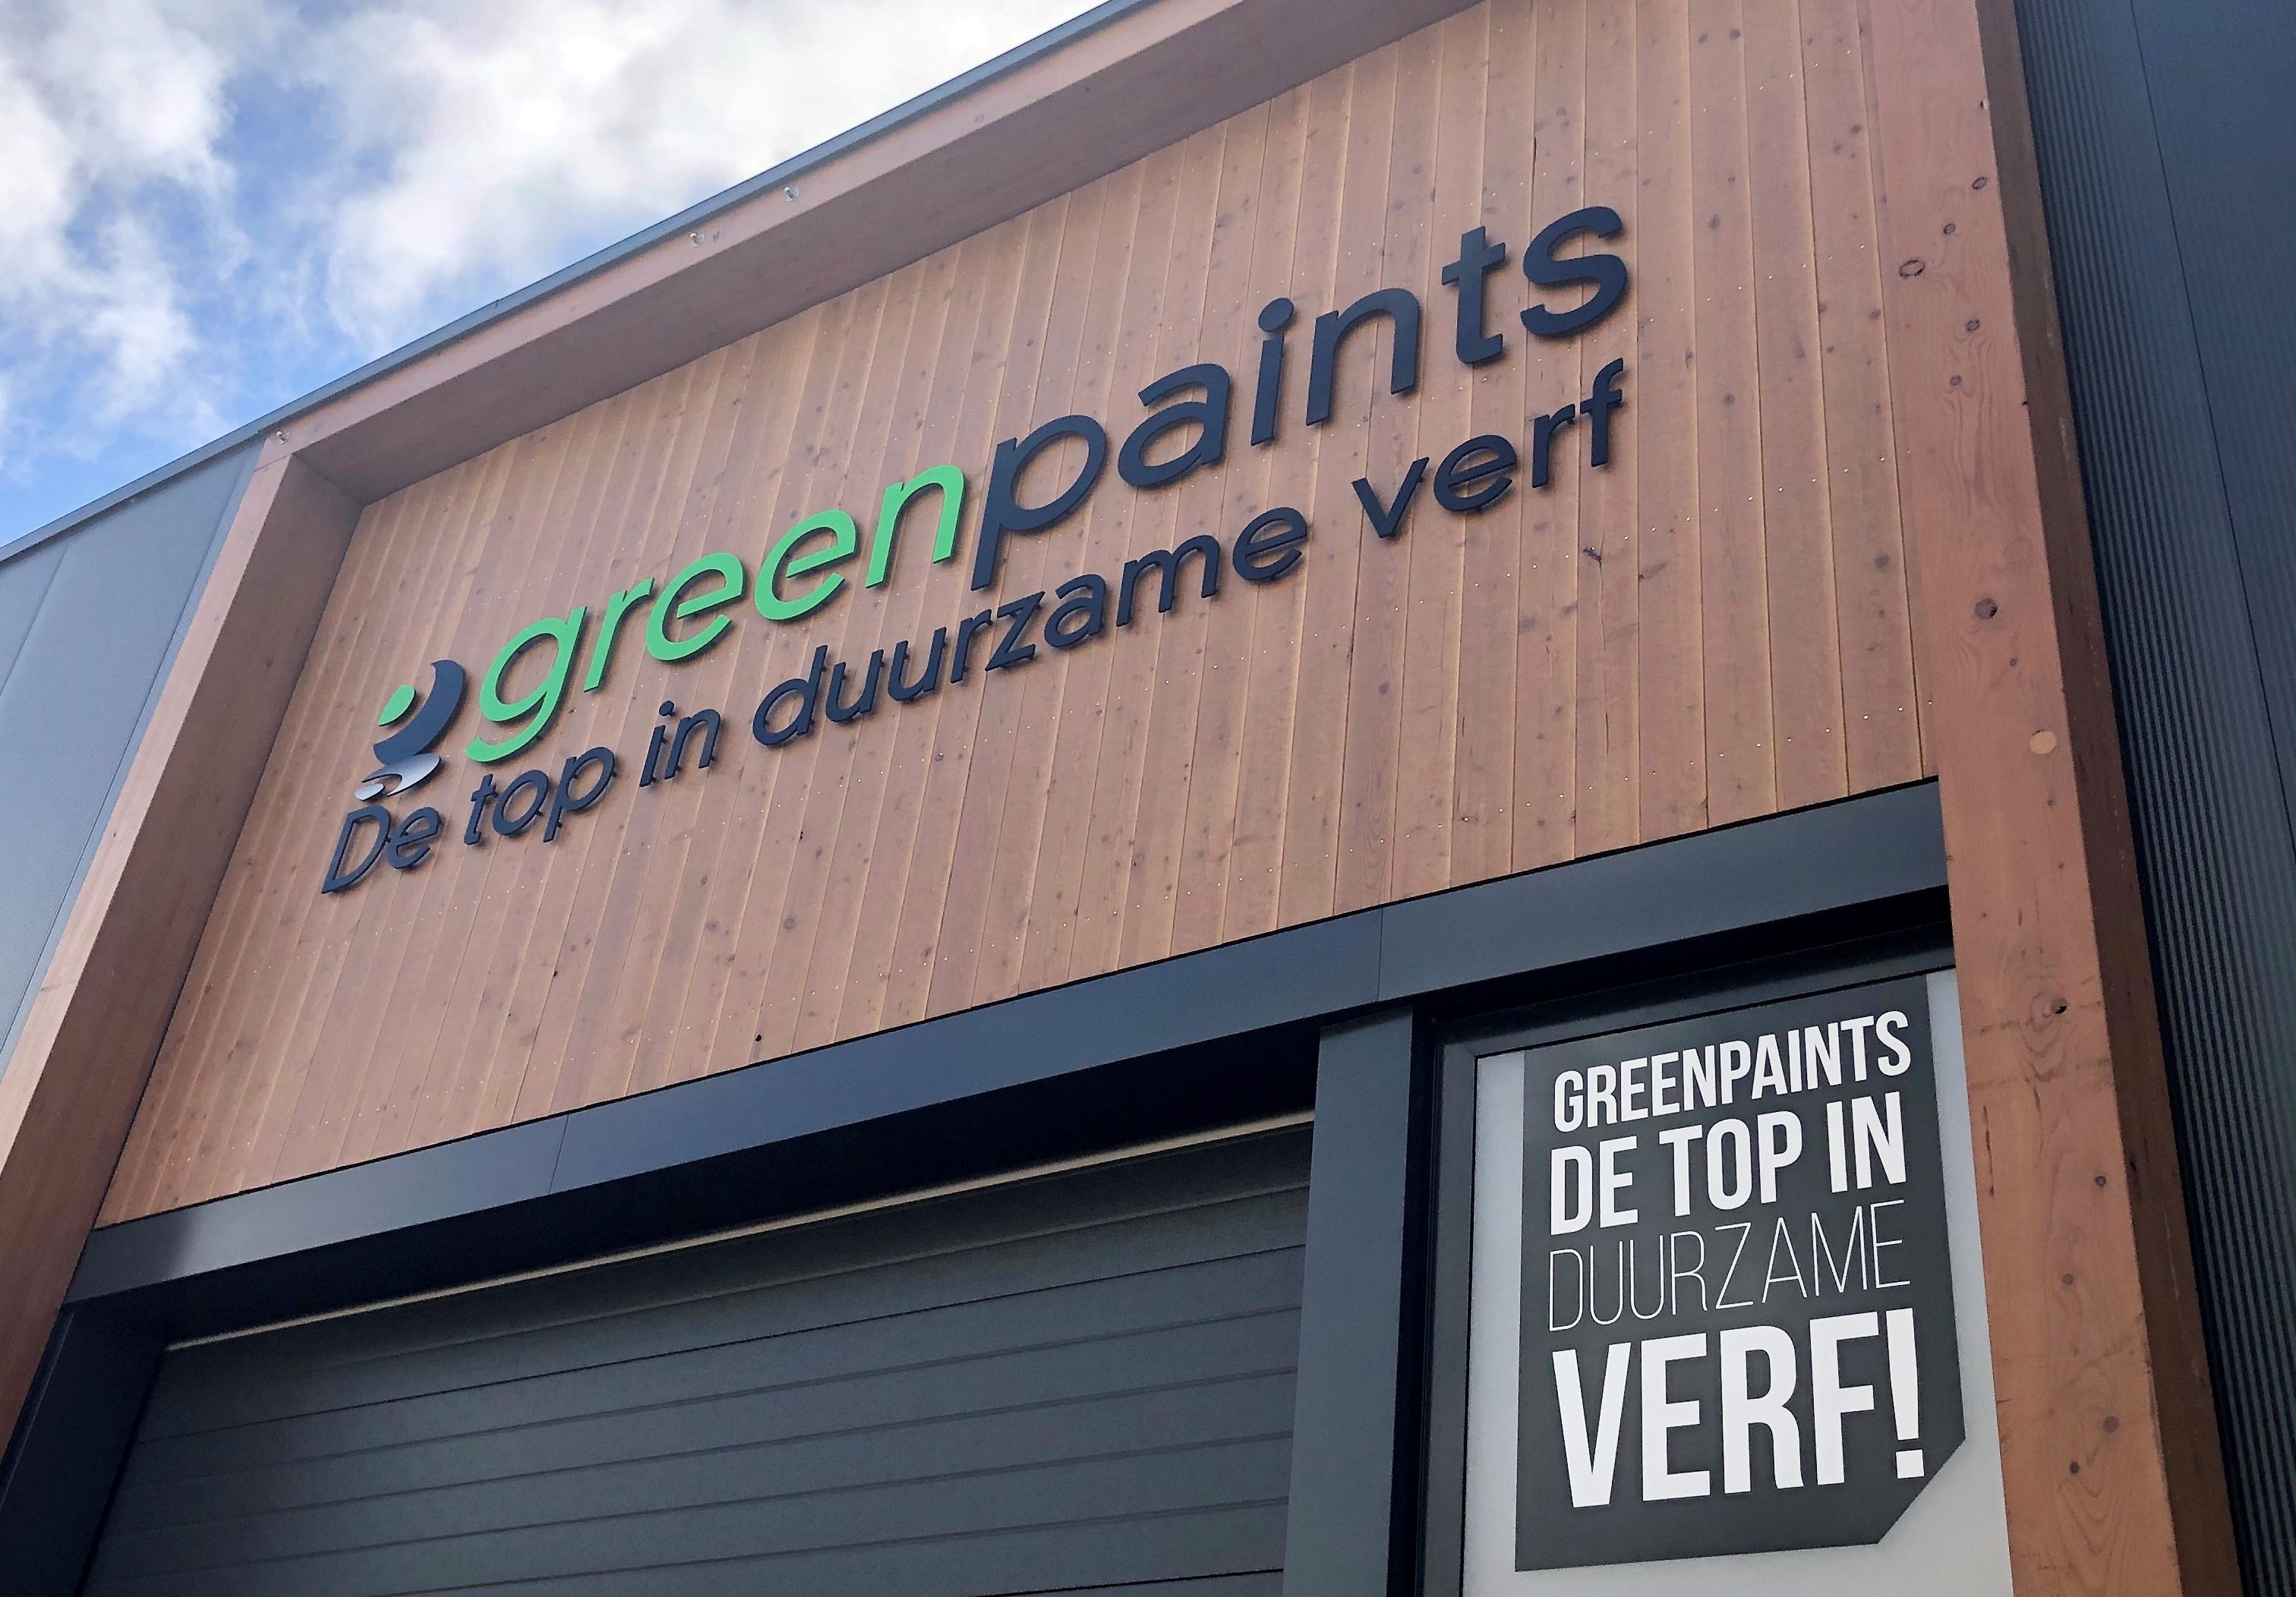 greenpaints
De top in duurzame verf
GREENPAINTS
DE TOP IN
DUURZAME
VERF!